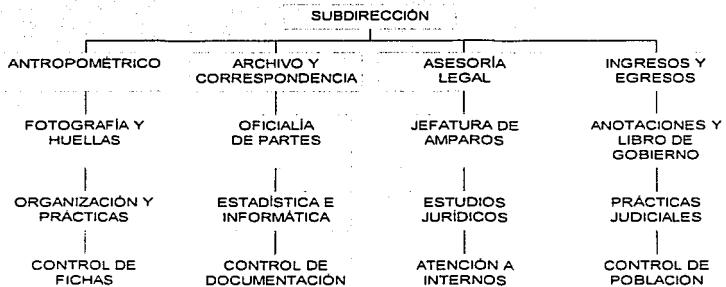 SUBDIRECCIÓN
ANTROPOMÉTRICO
ARCHIVO Y
CORRESPONDENCIA
ASESORÍA
LEGAL
INGRESOS Y
EGRESOS
FOTOGRAFÍA Y
HUELLAS
OFICIALÍA
DE PARTES
JEFATURA DE
AMPAROS
ANOTACIONES Y
LIBRO DE
GOBIERNO
ORGANIZACIÓN Y
PRÁCTICAS
ESTADÍSTICA E
INFORMÁTICA
ESTUDIOS
JURÍDICOS
PRÁCTICAS
JUDICIALES
CONTROL DE
FICHAS
CONTROL DE
DOCUMENTACIÓN
ATENCIÓN A
INTERNOS
CONTROL DE
POBLACION